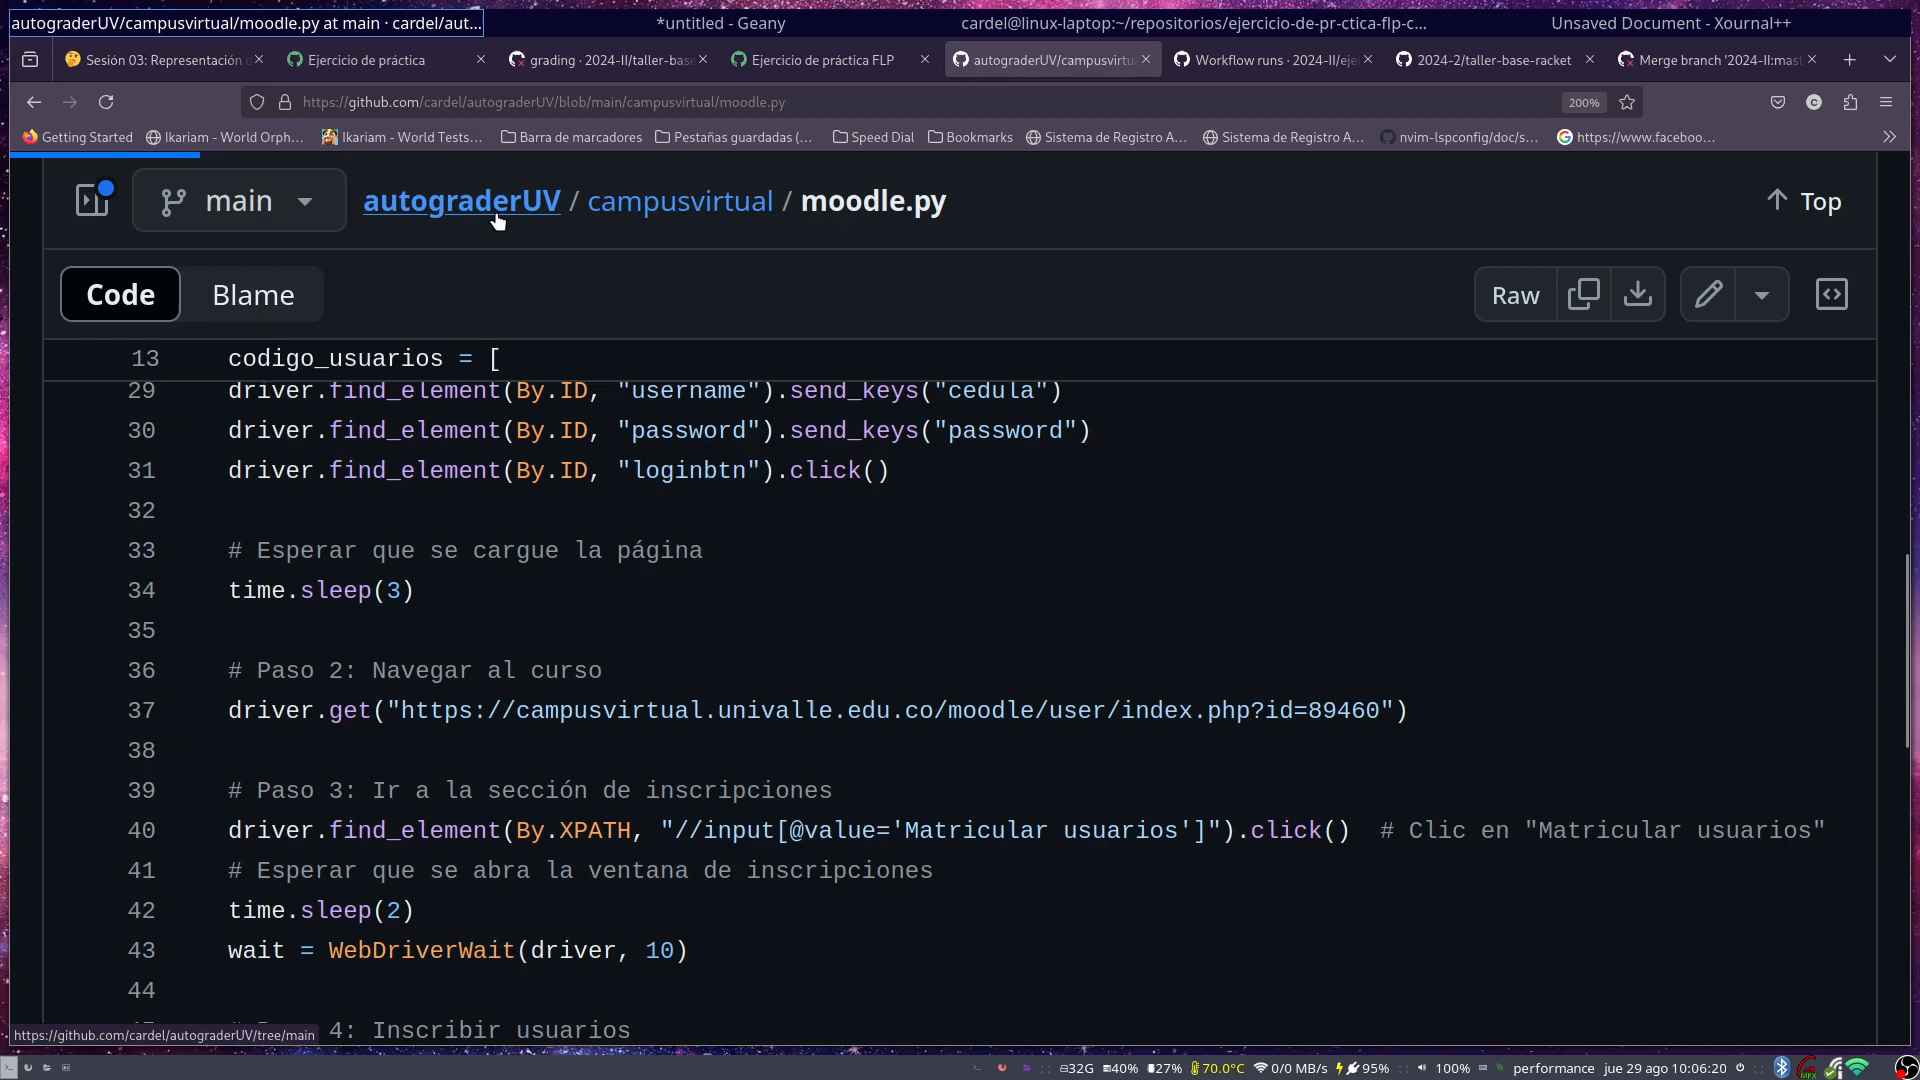 autograderUV/campusvirtual/moodle.py at main · cardel/aut...
*untitled - Geany
cardel@linux-laptop:~/repositorios/ejercicio-de-pr-ctica-flp-c...
Unsaved Document - Xournal++
Sesión 03: Representación d
Ejercicio de práctica
grading · 2024-II/taller-base
Ejercicio de práctica FLP
autograderUV/campusvirtua
Workflow runs · 2024-II/eje
2024-2/taller-base-racket
Merge branch '2024-II:mast
https://github.com/cardel/autograderUV/blob/main/campusvirtual/moodle.py
200%
Getting Started
Ikariam - World Orph...
Ikariam - World Tests...
Barra de marcadores
Pestañas guardadas (...
Speed Dial
Bookmarks
Sistema de Registro A...
Sistema de Registro A...
nvim-lspconfig/doc/s...
https://www.faceboo...
main
autograderUV / campusvirtual / moodle.py
Top
Code
Blame
Raw
13 codigo_usuarios = [
29 driver.find_element(By.ID, "username").send_keys("cedula")
30 driver.find_element(By.ID, "password").send_keys("password")
31 driver.find_element(By.ID, "loginbtn").click()
32
33 # Esperar que se cargue la página
34 time.sleep(3)
35
36 # Paso 2: Navegar al curso
37 driver.get("https://campusvirtual.univalle.edu.co/moodle/user/index.php?id=89460")
38
39 # Paso 3: Ir a la sección de inscripciones
40 driver.find_element(By.XPATH, "//input[@value='Matricular usuarios']").click() # Clic en "Matricular usuarios"
41 # Esperar que se abra la ventana de inscripciones
42 time.sleep(2)
43 wait = WebDriverWait(driver, 10)
44
4: Inscribir usuarios
https://github.com/cardel/autograderUV/tree/main
32G 40% 27% 70.0°C 0/0 MB/s 95% 100% performance jue 29 ago 10:06:20